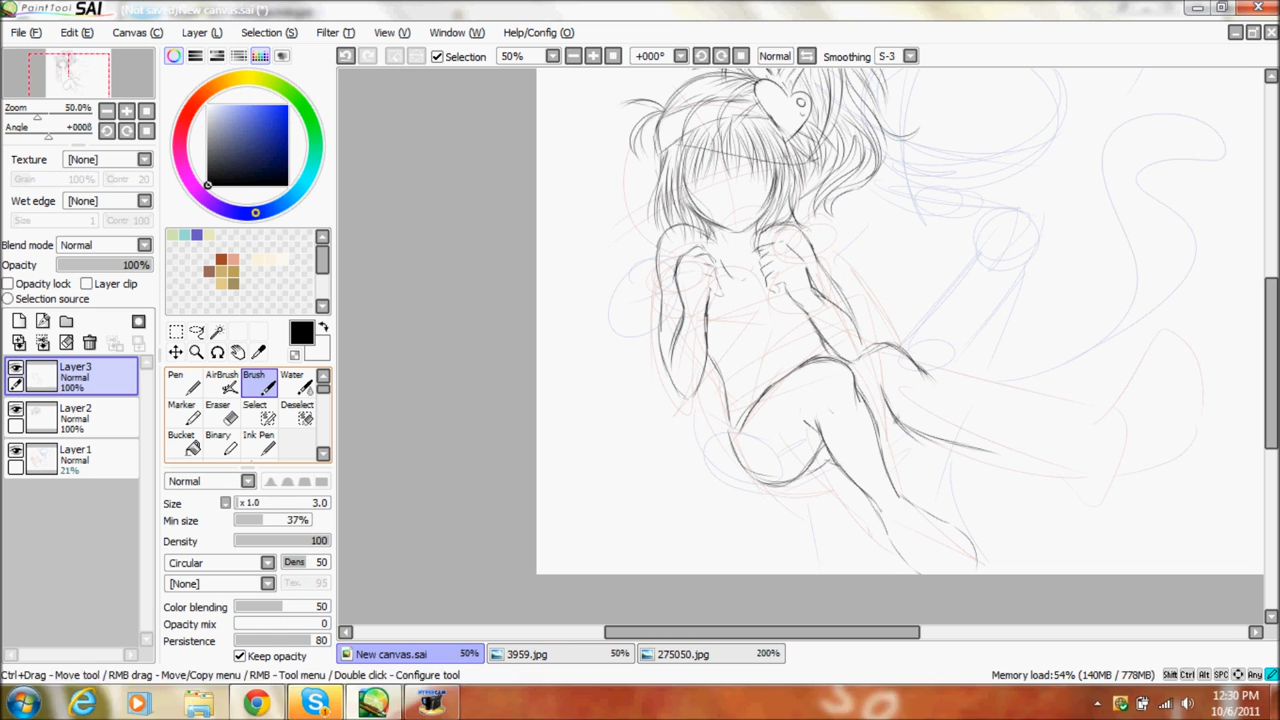 PaintTool SAI (Not saved)New canvas.sai (*)
File (F) Edit (E) Canvas (C) Layer (L) Selection (S) Filter (T) View (V) Window (W) Help/Config (O)
Selection 50% +000° Normal Smoothing S-3
Zoom 50.0%
Angle
Texture [None]
Grain 100% Contr 20
Wet edge [None]
Size 1 Contr 100
Blend mode Normal
Opacity 100%
Opacity lock Layer clip
Selection source
Layer3
Normal
100%
Layer2
Normal
100%
Layer1
Normal
21%
Pen AirBrush Brush Water
Marker Eraser Select Deselect
Bucket Binary Ink Pen
Normal
Size x 1.0 3.0
Min size 37%
Density 100
Circular Dens 50
[None] Tex. 95
Color blending 50
Opacity mix 0
Persistence 80
Keep opacity
New canvas.sai 50% 3959.jpg 50% 275050.jpg 200%
Ctrl+Drag - Move tool / RMB drag - Move/Copy menu / RMB - Tool menu / Double click - Configure tool
Memory load:54% (140MB / 778MB) Shift Ctrl Alt SPC Any
HYPERCAM
12:30 PM
10/6/2011